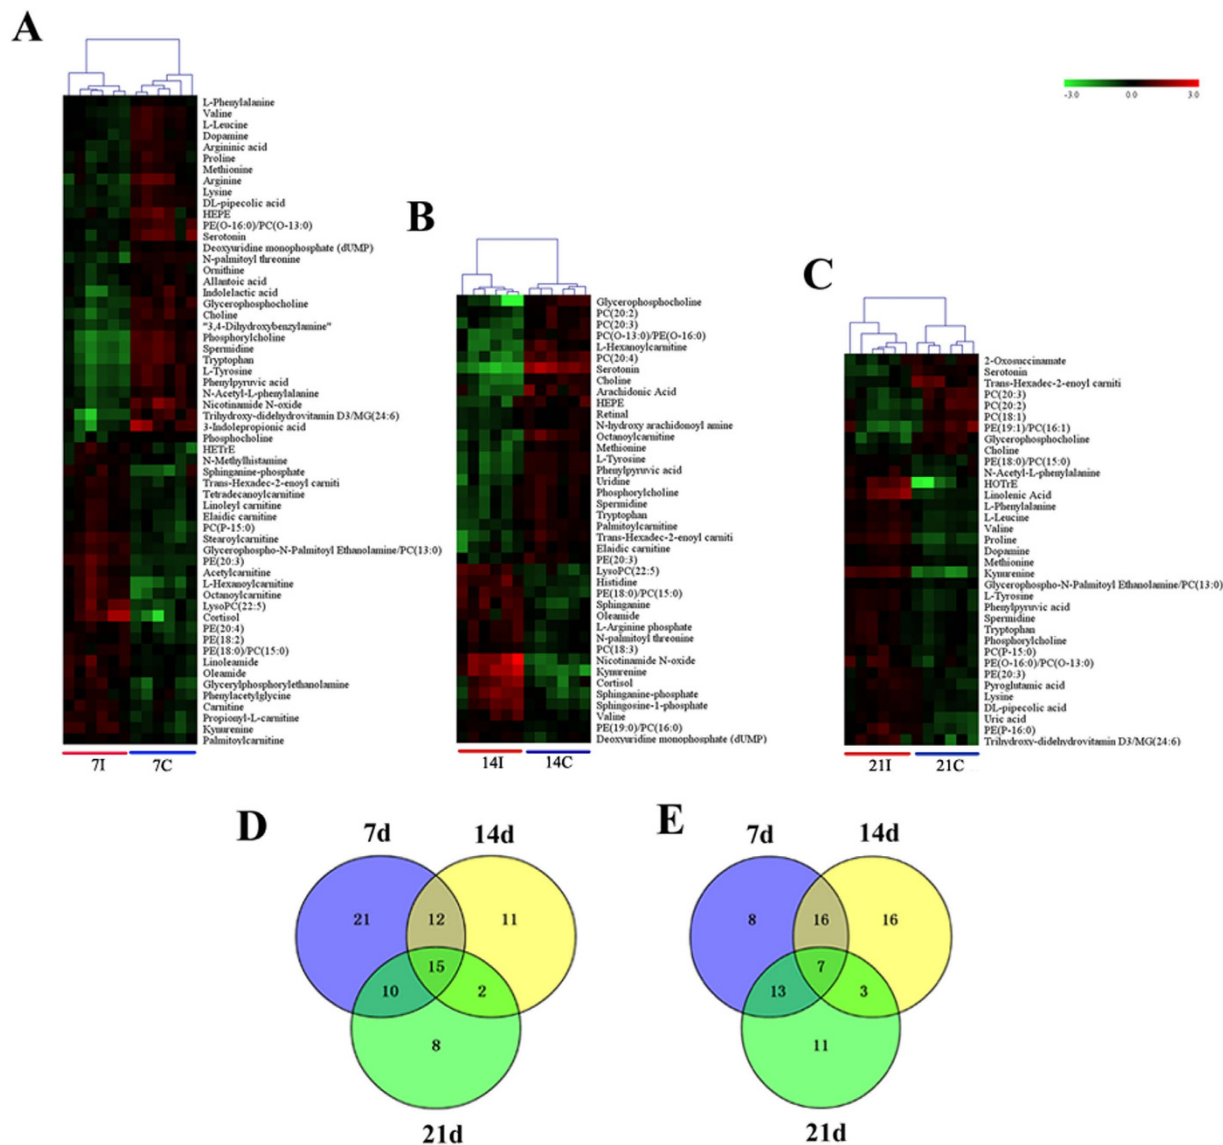 A
-3.0 0.0 3.0
L-Phenylalanine
Valine
L-Leucine
Dopamine
Argininic acid
Proline
Methionine
Arginine
Lysine
DL-pipecolic acid
HEPE
PE(O-16:0)/PC(O-13:0)
Serotonin
Deoxyuridine monophosphate (dUMP)
N-palmitoyl threonine
Ornithine
Allantoic acid
Indolelactic acid
Glycerophosphocholine
Choline
"3,4-Dihydroxybenzylamine"
Phosphorylcholine
Spermidine
Tryptophan
L-Tyrosine
Phenylpyruvic acid
N-Acetyl-L-phenylalanine
Nicotinamide N-oxide
Trihydroxy-didehydrovitamin D3/MG(24:6)
3-Indolepropionic acid
Phosphocholine
HETrE
N-Methylhistamine
Sphinganine-phosphate
Trans-Hexadec-2-enoyl carniti
Tetradecanoylcarnitine
Linoleyl carnitine
Elaidic carnitine
PC(P-15:0)
Stearoylcarnitine
Glycerophospho-N-Palmitoyl Ethanolamine/PC(13:0)
PE(20:3)
Acetylcarnitine
L-Hexanoylcarnitine
Octanoylcarnitine
LysoPC(22:5)
Cortisol
PE(20:4)
PE(18:2)
PE(18:0)/PC(15:0)
Linoleamide
Oleamide
Glycerylphosphorylethanolamine
Phenylacetylglycine
Carnitine
Propionyl-L-carnitine
Kynurenine
Palmitoylcarnitine
7I 7C
B
Glycerophosphocholine
PC(20:2)
PC(20:3)
PC(O-13:0)/PE(O-16:0)
L-Hexanoylcarnitine
PC(20:4)
Serotonin
Choline
Arachidonic Acid
HEPE
Retinal
N-hydroxy arachidonoyl amine
Octanoylcarnitine
Methionine
L-Tyrosine
Phenylpyruvic acid
Uridine
Phosphorylcholine
Spermidine
Tryptophan
Palmitoylcarnitine
Trans-Hexadec-2-enoyl carniti
Elaidic carnitine
PE(20:3)
LysoPC(22:5)
Histidine
PE(18:0)/PC(15:0)
Sphinganine
Oleamide
L-Arginine phosphate
N-palmitoyl threonine
PC(18:3)
Nicotinamide N-oxide
Kynurenine
Cortisol
Sphinganine-phosphate
Sphingosine-1-phosphate
Valine
PE(19:0)/PC(16:0)
Deoxyuridine monophosphate (dUMP)
14I 14C
C
2-Oxosuccinamate
Serotonin
Trans-Hexadec-2-enoyl carniti
PC(20:3)
PC(20:2)
PC(18:1)
PE(19:1)/PC(16:1)
Glycerophosphocholine
Choline
PE(18:0)/PC(15:0)
N-Acetyl-L-phenylalanine
HOTrE
Linolenic Acid
L-Phenylalanine
L-Leucine
Valine
Proline
Dopamine
Methionine
Kynurenine
Glycerophospho-N-Palmitoyl Ethanolamine/PC(13:0)
L-Tyrosine
Phenylpyruvic acid
Spermidine
Tryptophan
Phosphorylcholine
PC(P-15:0)
PE(O-16:0)/PC(O-13:0)
PE(20:3)
Pyroglutamic acid
Lysine
DL-pipecolic acid
Uric acid
PE(P-16:0)
Trihydroxy-didehydrovitamin D3/MG(24:6)
21I 21C
D
7d 14d
21 12 11
15
10 2
8
21d
E
7d 14d
8 16 16
7
13 3
11
21d